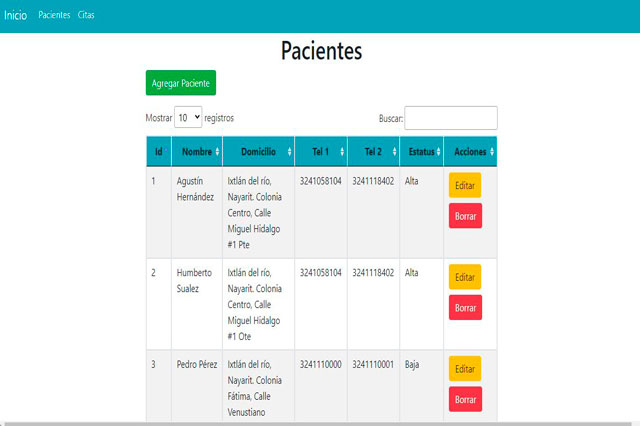 Inicio Pacientes Citas
Pacientes
Agregar Paciente
Mostrar 10 registros Buscar:
Id Nombre Domicilio Tel 1 Tel 2 Estatus Acciones
1 Agustín Ixtlán del río, 3241058104 3241118402 Alta Editar
Hernández Nayarit. Colonia
Centro, Calle Borrar
Miguel Hidalgo
#1 Pte
2 Humberto Ixtlán del río, 3241058104 3241118402 Alta Editar
Sualez Nayarit. Colonia
Centro, Calle Borrar
Miguel Hidalgo
#1 Ote
3 Pedro Pérez Ixtlán del río, 3241110000 3241110001 Baja Editar
Nayarit. Colonia
Fátima, Calle Borrar
Venustiano